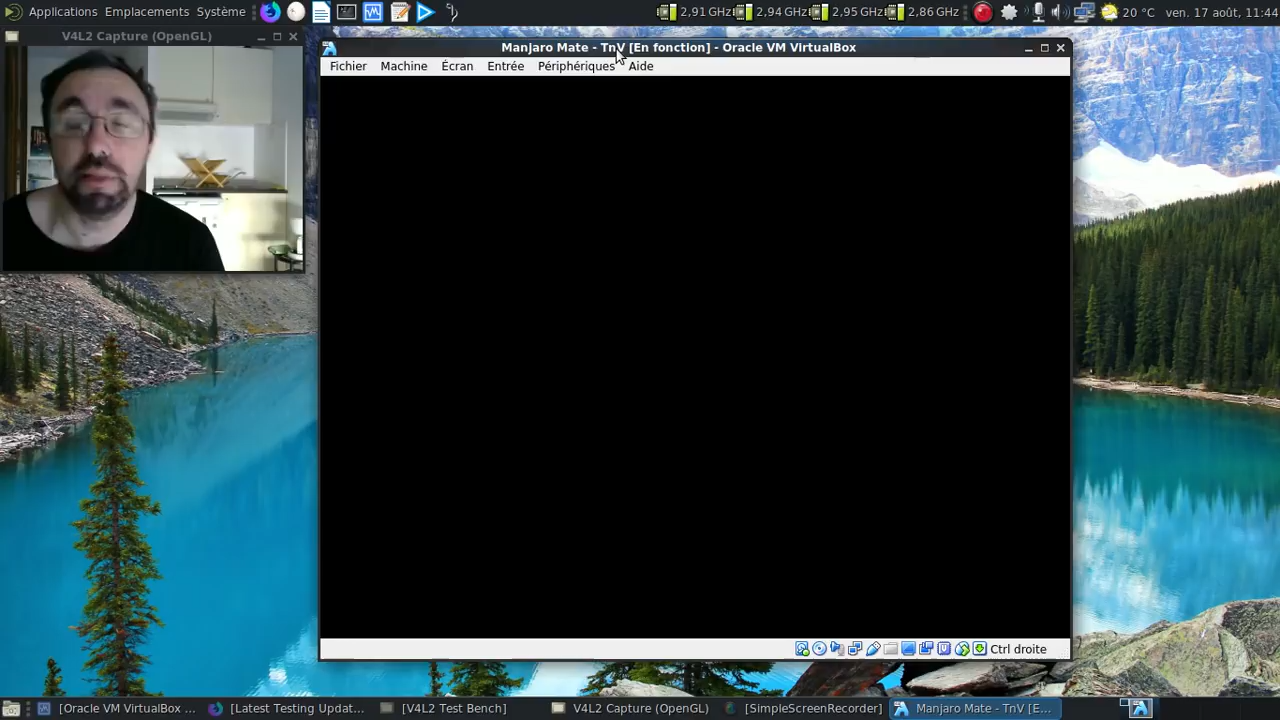 Applications Emplacements Système
2,91 GHz 2,94 GHz 2,95 GHz 2,86 GHz 20 °C ven. 17 août, 11:44
V4L2 Capture (OpenGL)
Manjaro Mate - TnV [En fonction] - Oracle VM VirtualBox
Fichier Machine Écran Entrée Périphériques Aide
Ctrl droite
[Oracle VM VirtualBox ... [Latest Testing Updat... [V4L2 Test Bench] V4L2 Capture (OpenGL) [SimpleScreenRecorder] Manjaro Mate - TnV [E...